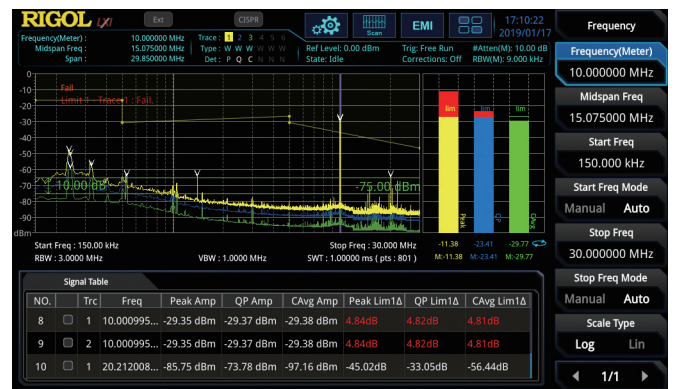 RIGOL LXI Ext CISPR Scan EMI 17:10:22 2019/01/17
Frequency(Meter) : 10.000000 MHz Trace : 1 2 3 4 5 6 Ref Level: 0.00 dBm Trig: Free Run #Atten(M): 10.00 dB
Midspan Freq : 15.075000 MHz Type : W W W W W W State: Idle Corrections: Off RBW(M): 9.000 kHz
Span : 29.850000 MHz Det : P Q C N N N
0
-10
-20
-30
-40
-50
-60
-70
-80
-90
dBm
Fail
Limit 1 - Trace 1 : Fail.
10.00 dB
-75.00 dBm
lim lim lim
Peak QP CAvg
Start Freq : 150.00 kHz Stop Freq : 30.000 MHz
RBW : 3.0000 MHz VBW : 1.0000 MHz SWT : 1.00000 ms ( pts : 801 )
-11.38 -23.41 -29.77
M:-11.38 M:-23.41 M:-29.77
Signal Table
NO. Trc Freq Peak Amp QP Amp CAvg Amp Peak Lim1Δ QP Lim1Δ CAvg Lim1Δ
8 1 10.000995... -29.35 dBm -29.37 dBm -29.38 dBm 4.84dB 4.82dB 4.81dB
9 2 10.000995... -29.35 dBm -29.37 dBm -29.38 dBm 4.84dB 4.82dB 4.81dB
10 1 20.212008... -85.75 dBm -73.78 dBm -97.16 dBm -45.02dB -33.05dB -56.44dB
Frequency
Frequency(Meter)
10.000000 MHz
Midspan Freq
15.075000 MHz
Start Freq
150.000 kHz
Start Freq Mode
Manual Auto
Stop Freq
30.000000 MHz
Stop Freq Mode
Manual Auto
Scale Type
Log Lin
1/1